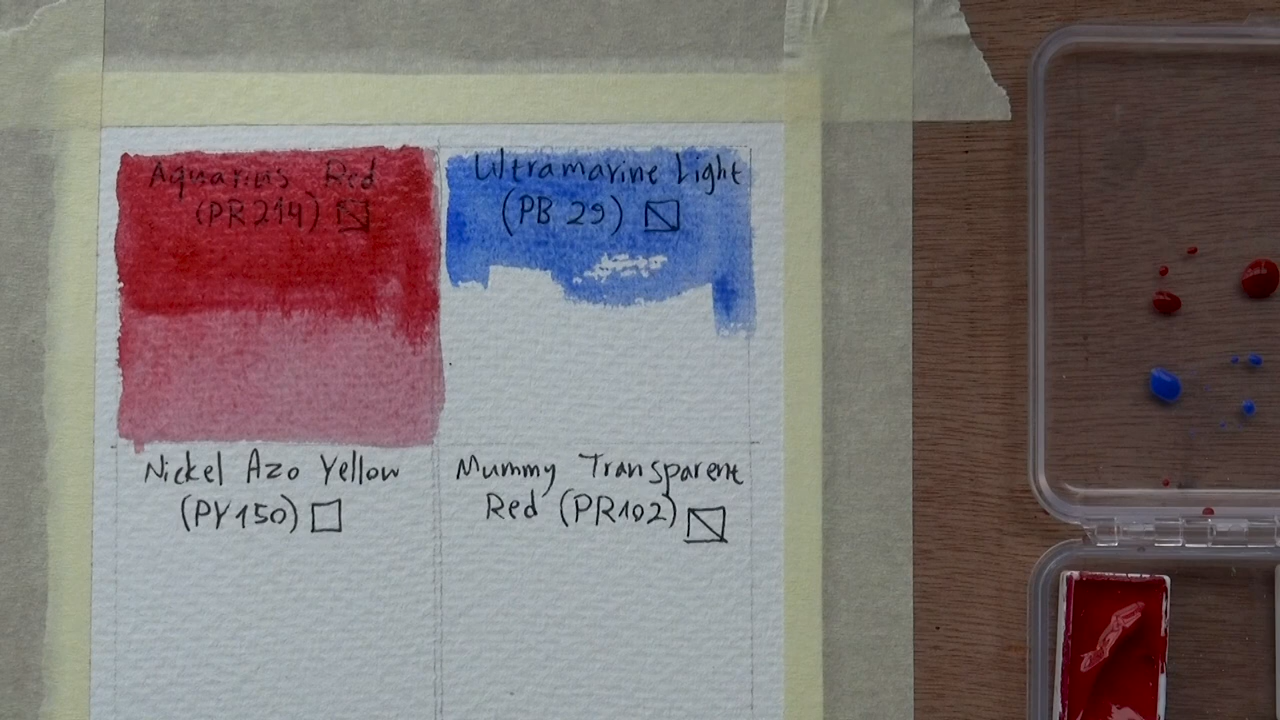 Aquarius Red
(PR214)
Ultramarine Light
(PB 29)
Nickel Azo Yellow
(PY150)
Mummy Transparent
Red (PR102)